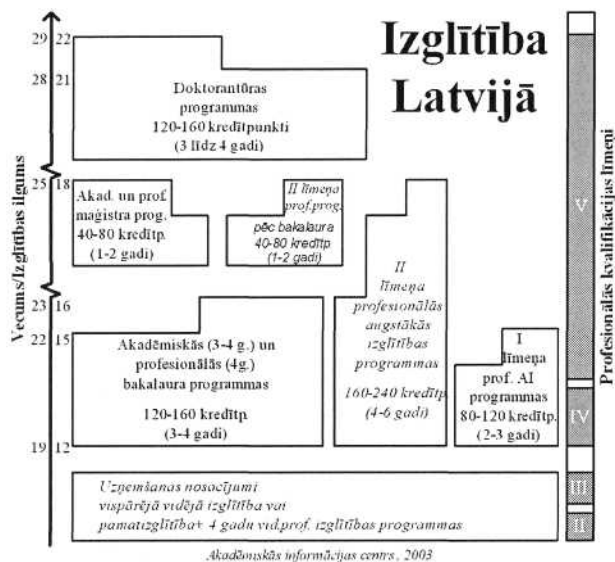 Izglītība
Latvijā
Vecums/Izglītības ilgums
29 22
28 21
25 18
23 16
22 15
19 12
Doktorantūras
programmas
120-160 kredītpunkti
(3 līdz 4 gadi)
Akad. un prof.
maģistra prog.
40-80 kredītp.
(1-2 gadi)
II līmeņa
prof.prog.
pēc bakalaura
40-80 kredītp
(1-2 gadi)
II
līmeņa
profesionālās
augstākās
izglītības
programmas
160-240 kredītp.
(4-6 gadi)
Akadēmiskās (3-4 g.) un
profesionālās (4g.)
bakalaura programmas
120-160 kredītp.
(3-4 gadi)
I
līmeņa
prof. AI
programmas
80-120 kredītp.
(2-3 gadi)
Uzņemšanas nosacījumi
vispārējā vidējā izglītība vai
pamatizglītība+ 4 gadu vid.prof. izglītības programmas
V
IV
III
II
Profesionālās kvalifikācijas līmeņi
Akadēmiskās informācijas centrs, 2003